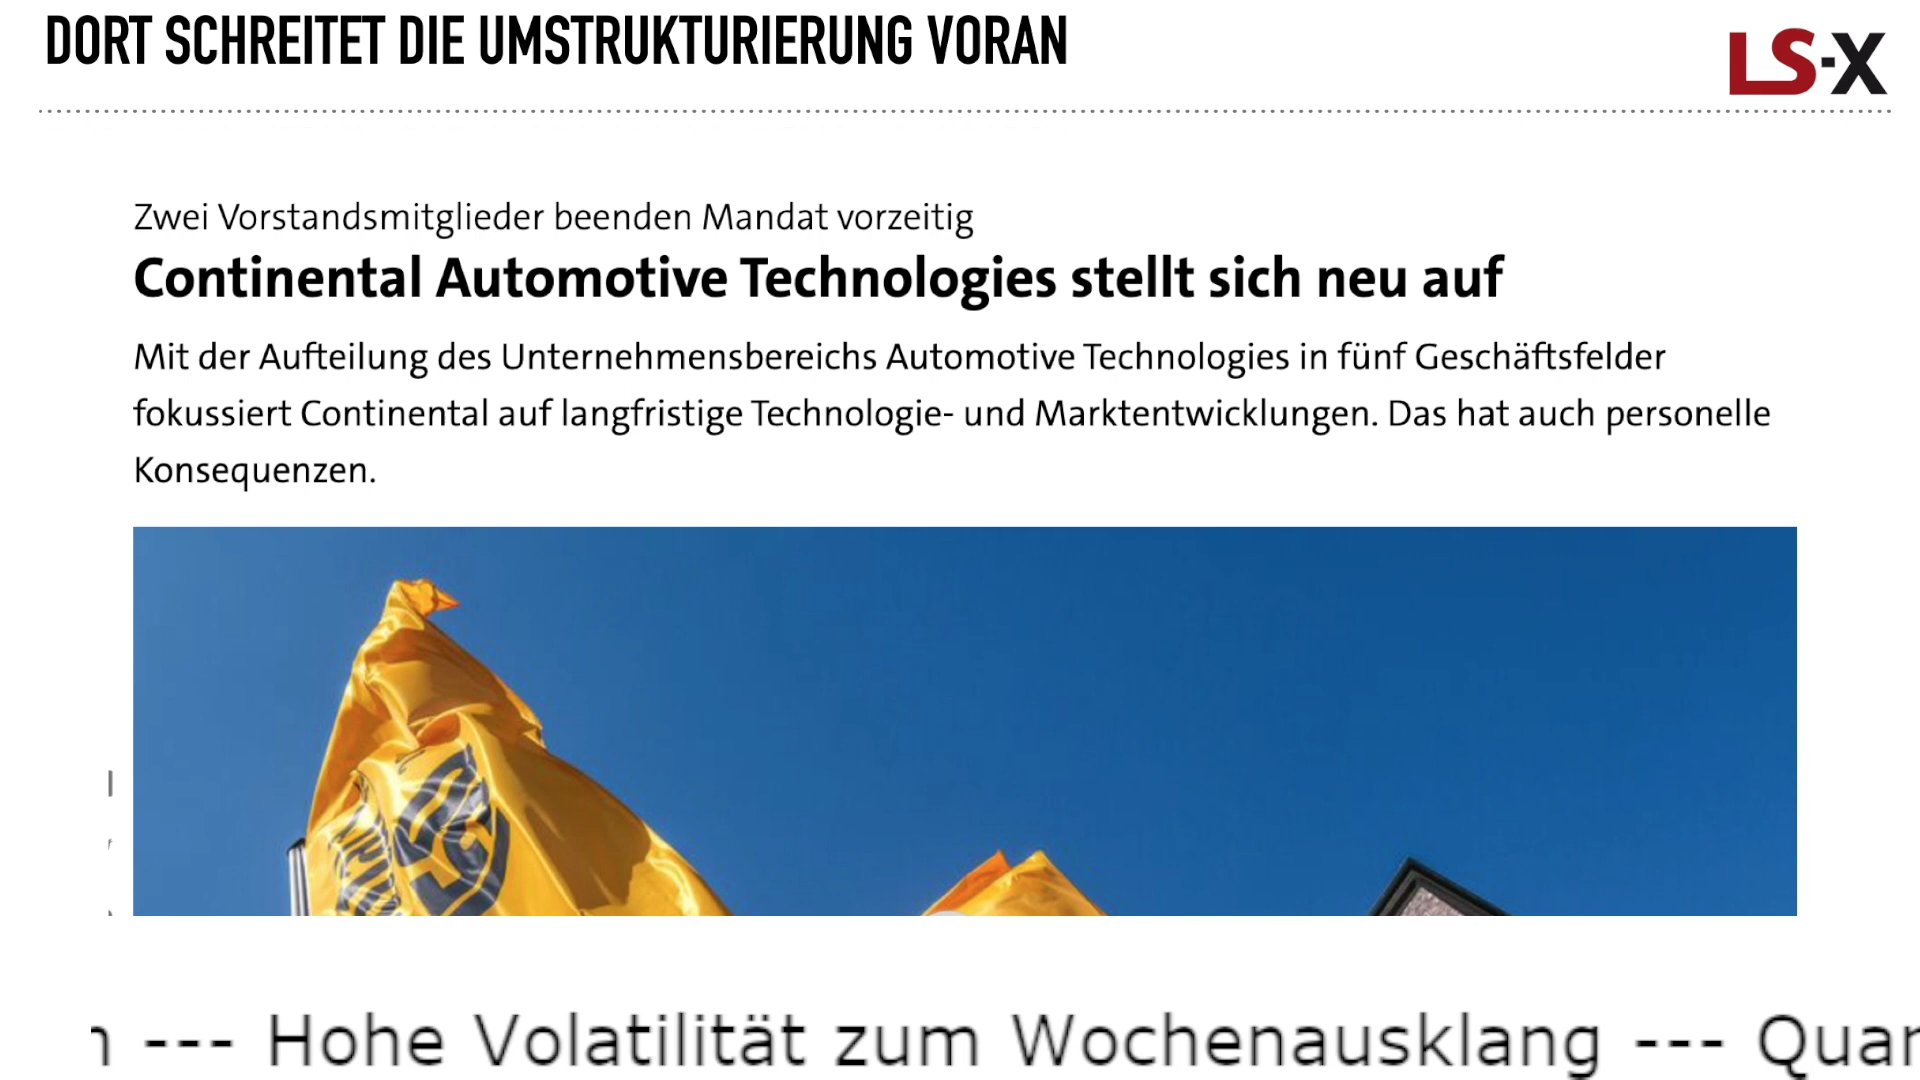 DORT SCHREITET DIE UMSTRUKTURIERUNG VORAN
LS-X
Zwei Vorstandsmitglieder beenden Mandat vorzeitig
Continental Automotive Technologies stellt sich neu auf
Mit der Aufteilung des Unternehmensbereichs Automotive Technologies in fünf Geschäftsfelder
fokussiert Continental auf langfristige Technologie- und Marktentwicklungen. Das hat auch personelle
Konsequenzen.
--- Hohe Volatilität zum Wochenausklang ---